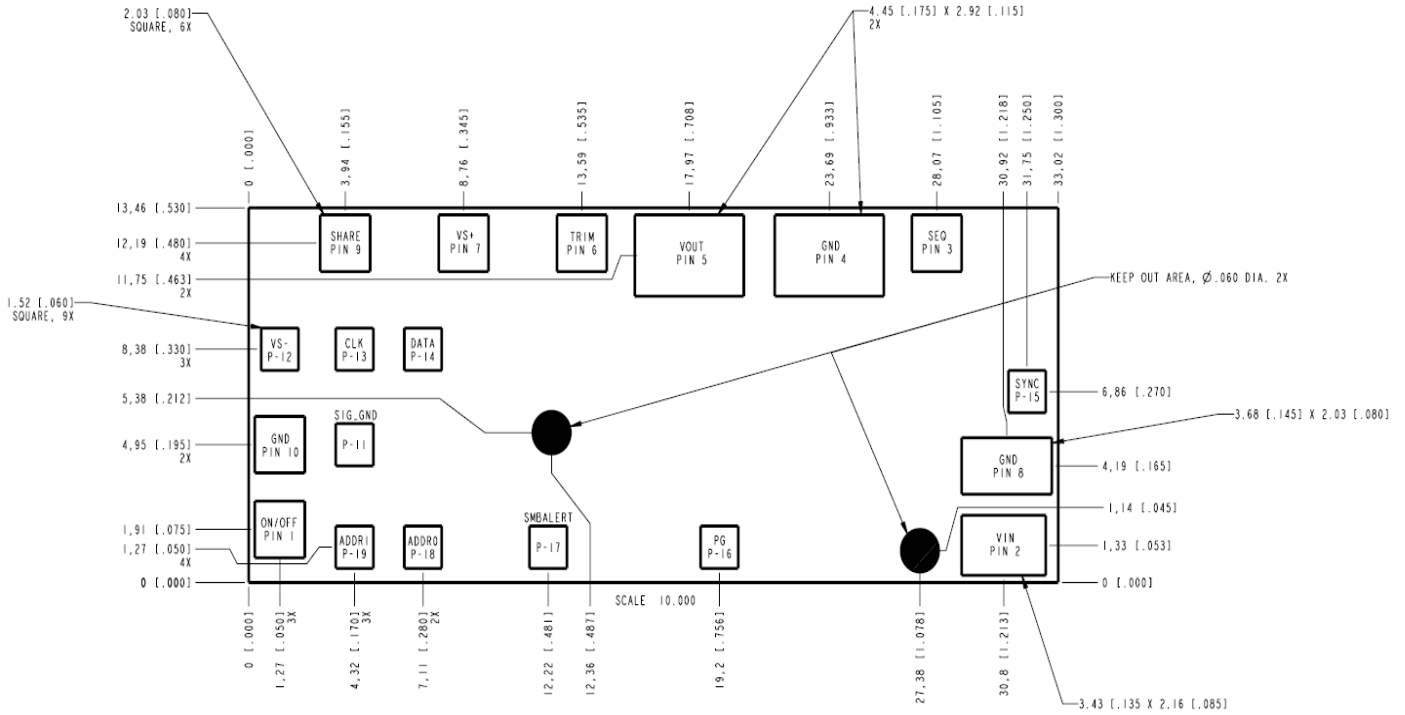 2.03 [.080]
SQUARE, 6X
4.45 [.175] X 2.92 [.115]
2X
0 [.000]
3,94 [.155]
8,76 [.345]
13,59 [.535]
17,97 [.708]
23,69 [.933]
28,07 [1.105]
30,92 [1.218]
31,75 [1.250]
33,02 [1.300]
13,46 [.530]
12,19 [.480]
4X
11,75 [.463]
2X
SHARE
PIN 9
VS+
PIN 7
TRIM
PIN 6
VOUT
PIN 5
GND
PIN 4
SEQ
PIN 3
KEEP OUT AREA, Ø.060 DIA. 2X
1.52 [.060]
SQUARE, 9X
8,38 [.330]
3X
VS-
P-12
CLK
P-13
DATA
P-14
SYNC
P-15
6,86 [.270]
5,38 [.212]
SIG_GND
P-11
3.68 [.145] X 2.03 [.080]
4,95 [.195]
2X
GND
PIN 10
GND
PIN 8
4,19 [.165]
1,14 [.045]
1,91 [.075]
1,27 [.050]
4X
ON/OFF
PIN 1
ADDR1
P-19
ADDR0
P-18
SMBALERT
P-17
PG
P-16
VIN
PIN 2
1,33 [.053]
0 [.000]
0 [.000]
SCALE 10.000
0 [.000]
1,27 [.050]
3X
4,32 [.170]
3X
7,11 [.280]
2X
12,22 [.481]
12,36 [.487]
19,2 [.756]
27,38 [1.078]
30,8 [1.213]
3.43 [.135 X 2.16 [.085]